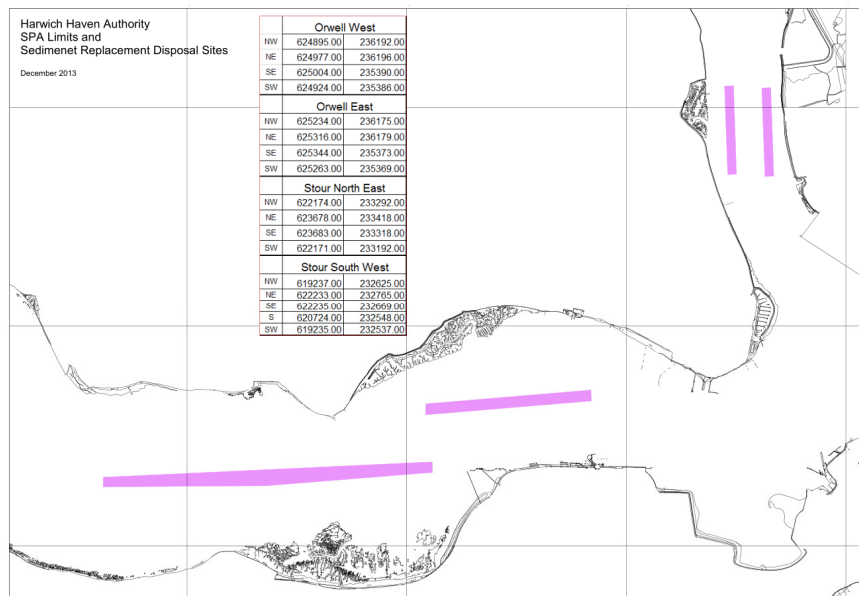 Harwich Haven Authority
SPA Limits and
Sedimenet Replacement Disposal Sites
December 2013
Orwell West
NW 624895.00 236192.00
NE 624977.00 236196.00
SE 625004.00 235390.00
SW 624924.00 235386.00
Orwell East
NW 625234.00 236175.00
NE 625316.00 236179.00
SE 625344.00 235373.00
SW 625263.00 235369.00
Stour North East
NW 622174.00 233292.00
NE 623678.00 233418.00
SE 623683.00 233318.00
SW 622171.00 233192.00
Stour South West
NW 619237.00 232625.00
NE 622233.00 232765.00
SE 622235.00 232669.00
S 620724.00 232548.00
SW 619235.00 232537.00